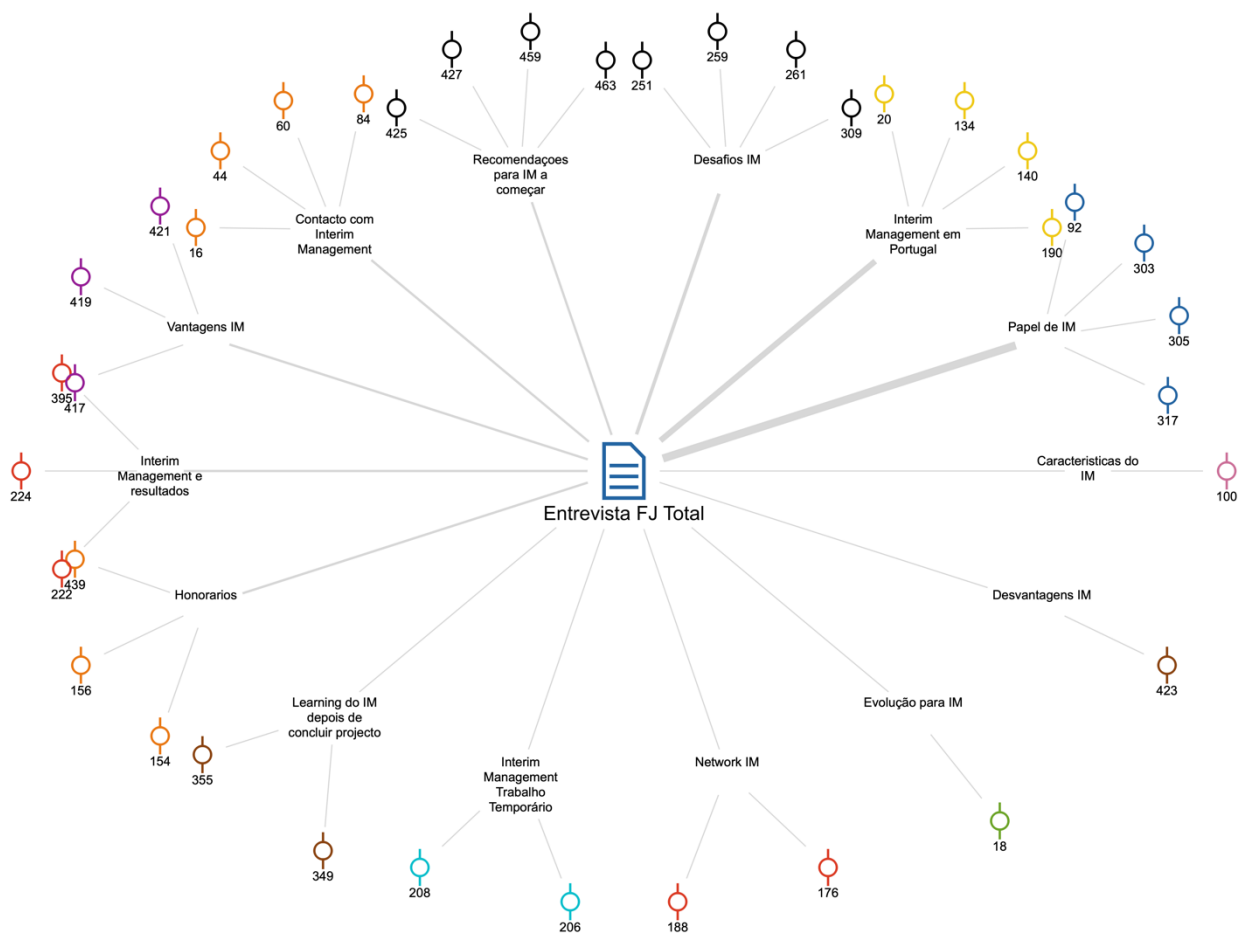 459
427
463
425
259
251
261
309
Recomendaçoes
para IM a
começar
Desafios IM
60
84
44
16
Contacto com
Interim
Management
20
134
140
190
Interim
Management em
Portugal
92
303
305
317
Papel de IM
421
419
417
Vantagens IM
395
224
222
Interim
Management e
resultados
Caracteristicas do
IM
100
Entrevista FJ Total
439
156
154
Honorarios
Desvantagens IM
423
Learning do IM
depois de
concluir projecto
355
349
Interim
Management
Trabalho
Temporário
208
206
Network IM
188
176
Evolução para IM
18